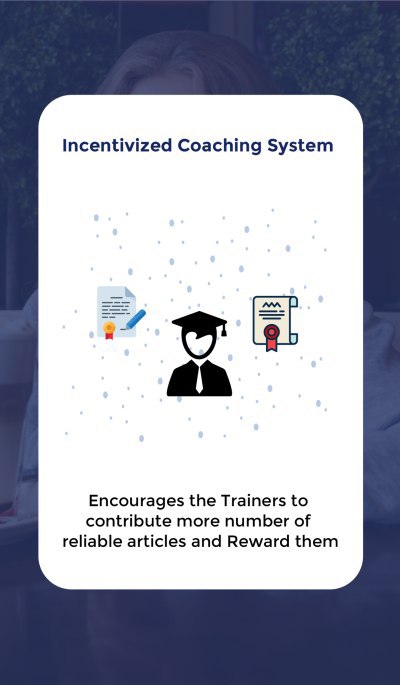 Incentivized Coaching System
Encourages the Trainers to
contribute more number of
reliable articles and Reward them